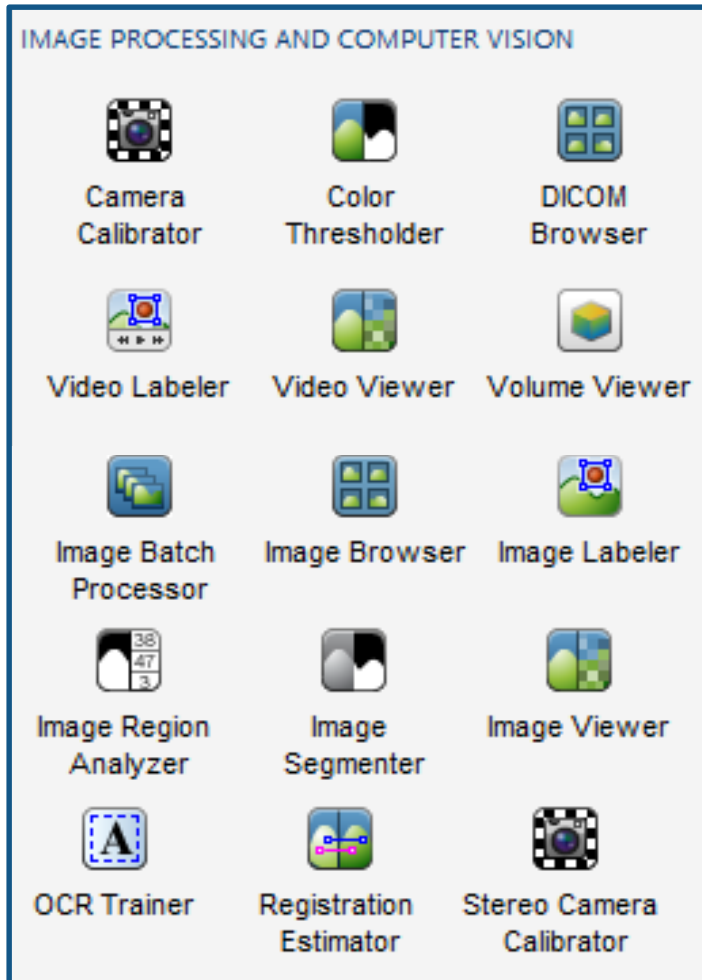 IMAGE PROCESSING AND COMPUTER VISION
Camera
Calibrator
Color
Thresholder
DICOM
Browser
Video Labeler
Video Viewer
Volume Viewer
Image Batch
Processor
Image Browser
Image Labeler
38
47
3
Image Region
Analyzer
Image
Segmenter
Image Viewer
A
OCR Trainer
Registration
Estimator
Stereo Camera
Calibrator